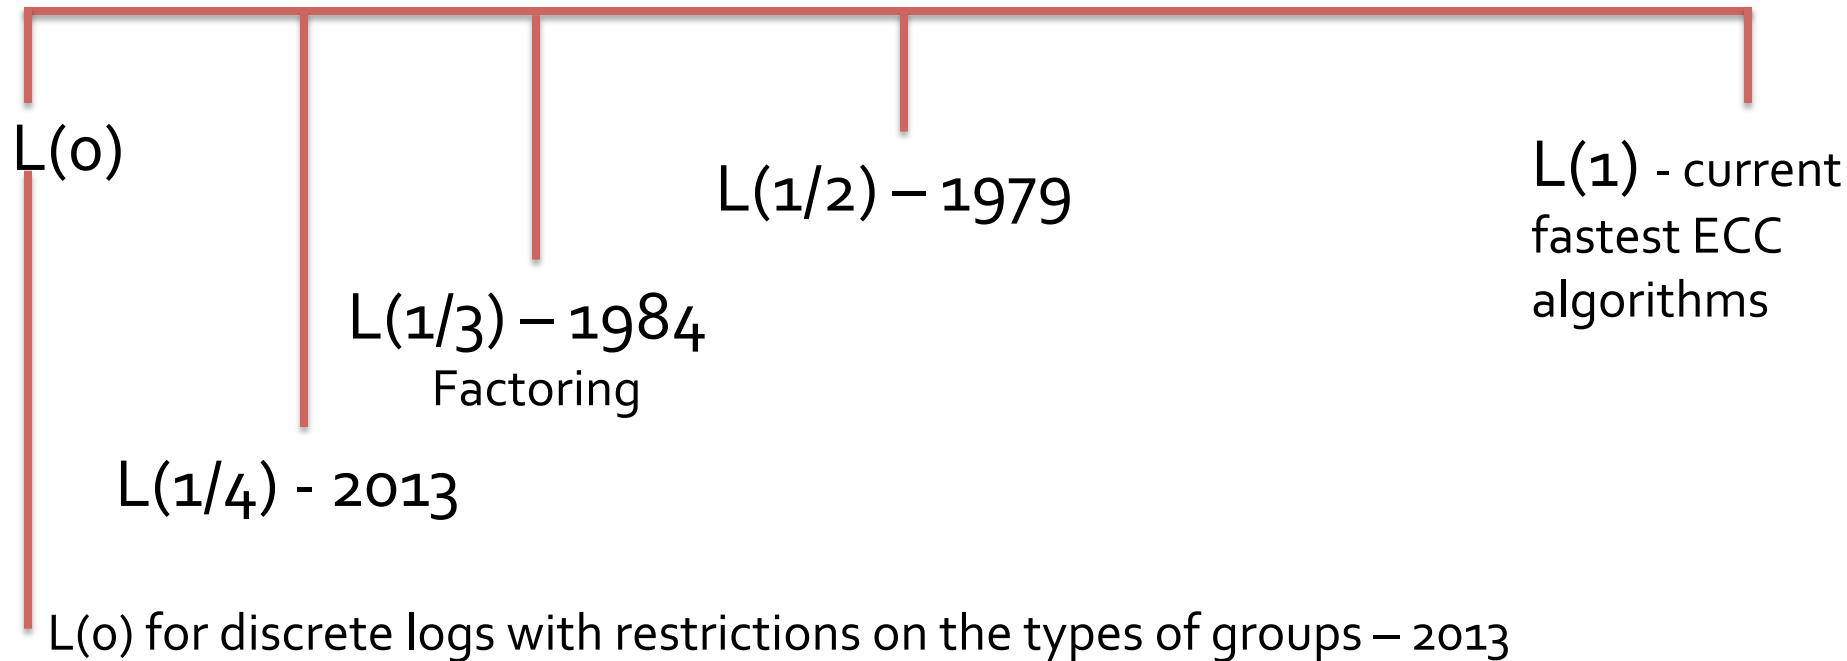 L(0)
L(1/2) – 1979
L(1) - current
fastest ECC
algorithms
L(1/3) – 1984
Factoring
L(1/4) - 2013
L(0) for discrete logs with restrictions on the types of groups – 2013